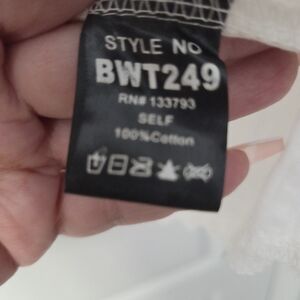 STYLE NO
BWT249
RN# 133793
SELF
100%Cotton